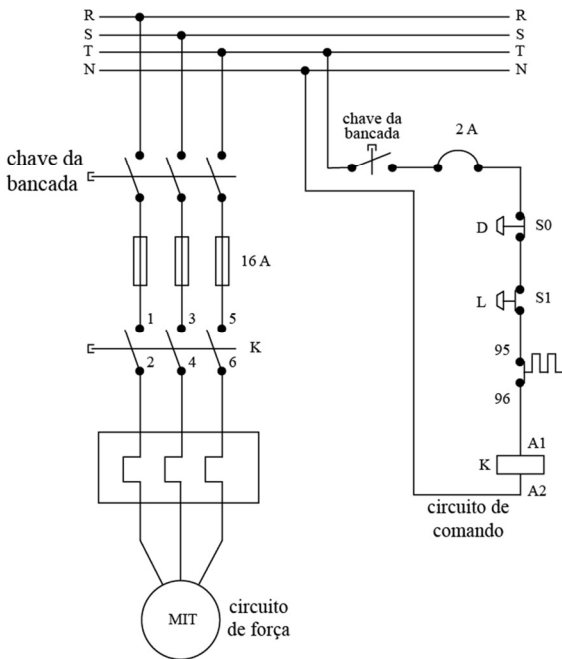 R R
S S
T T
N N
chave da
bancada
2 A
chave da
bancada
D S0
16 A
L S1
1 3 5
K
2 4 6
95
96
A1
K
A2
circuito de
comando
MIT
circuito
de força